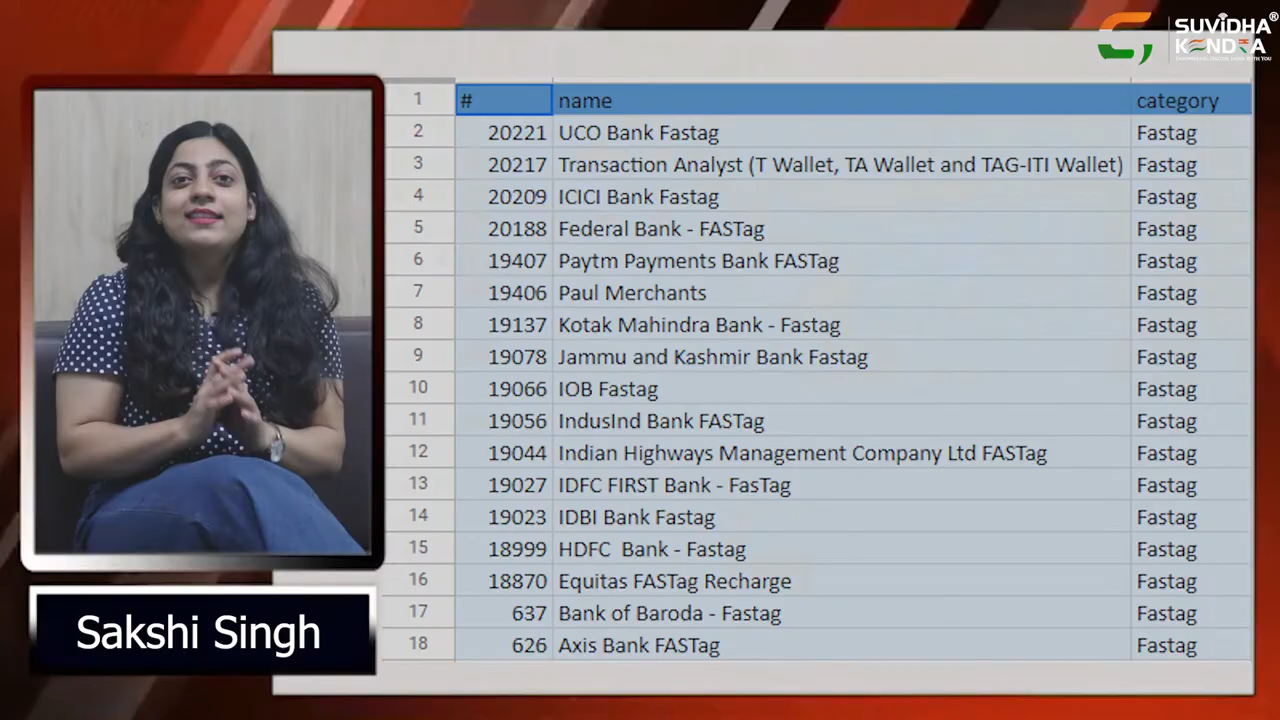 SUVIDHA®
KENDRA
1 # name category
2 20221 UCO Bank Fastag Fastag
3 20217 Transaction Analyst (T Wallet, TA Wallet and TAG-ITI Wallet) Fastag
4 20209 ICICI Bank Fastag Fastag
5 20188 Federal Bank - FASTag Fastag
6 19407 Paytm Payments Bank FASTag Fastag
7 19406 Paul Merchants Fastag
8 19137 Kotak Mahindra Bank - Fastag Fastag
9 19078 Jammu and Kashmir Bank Fastag Fastag
10 19066 IOB Fastag Fastag
11 19056 IndusInd Bank FASTag Fastag
12 19044 Indian Highways Management Company Ltd FASTag Fastag
13 19027 IDFC FIRST Bank - FasTag Fastag
14 19023 IDBI Bank Fastag Fastag
15 18999 HDFC  Bank - Fastag Fastag
16 18870 Equitas FASTag Recharge Fastag
17 637 Bank of Baroda - Fastag Fastag
18 626 Axis Bank FASTag Fastag
Sakshi Singh